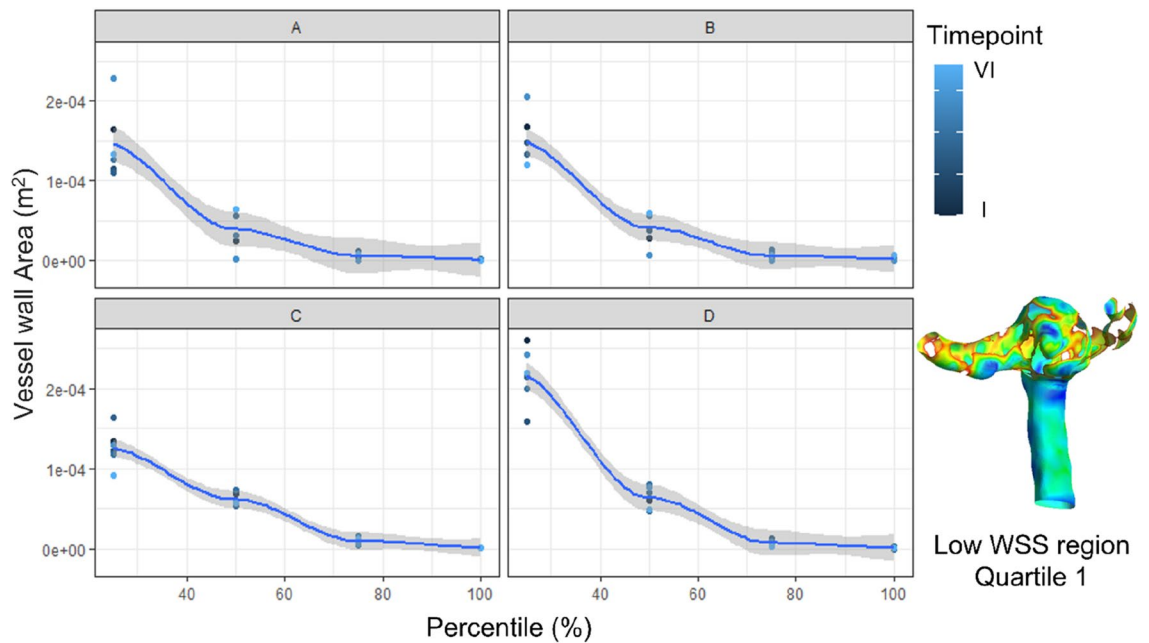 A
B
Timepoint
VI
I
2e-04
1e-04
0e+00
Vessel wall Area (m²)
C
D
2e-04
1e-04
0e+00
40
60
80
100
40
60
80
100
Percentile (%)
Low WSS region
Quartile 1